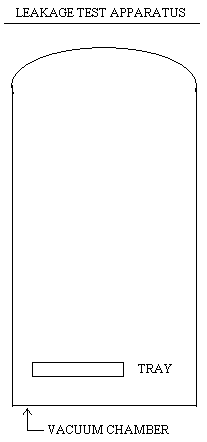 LEAKAGE TEST APPARATUS
TRAY
VACUUM CHAMBER